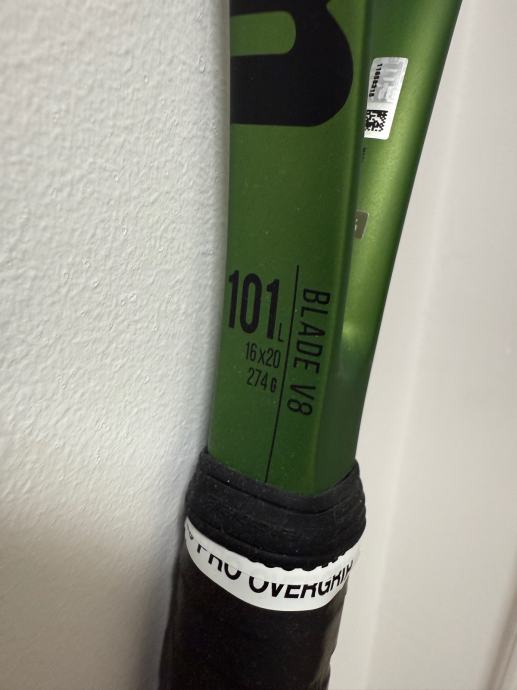 101L
16x20
274G
BLADE V8
PRO OVERGRIP